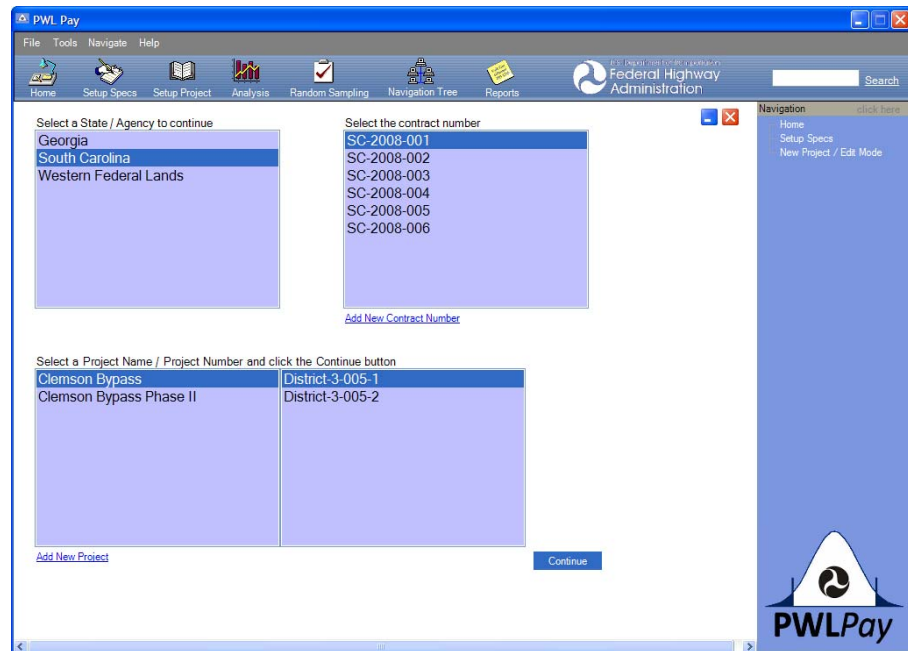 PWL Pay
File Tools Navigate Help
Home Setup Specs Setup Project Analysis Random Sampling Navigation Tree Reports
Federal Highway
Administration
Search
Select a State / Agency to continue
Georgia
South Carolina
Western Federal Lands
Select the contract number
SC-2008-001
SC-2008-002
SC-2008-003
SC-2008-004
SC-2008-005
SC-2008-006
Add New Contract Number
Select a Project Name / Project Number and click the Continue button
Clemson Bypass District-3-005-1
Clemson Bypass Phase II District-3-005-2
Add New Project
Continue
Navigation click here
Home
Setup Specs
New Project / Edit Mode
PWLPay